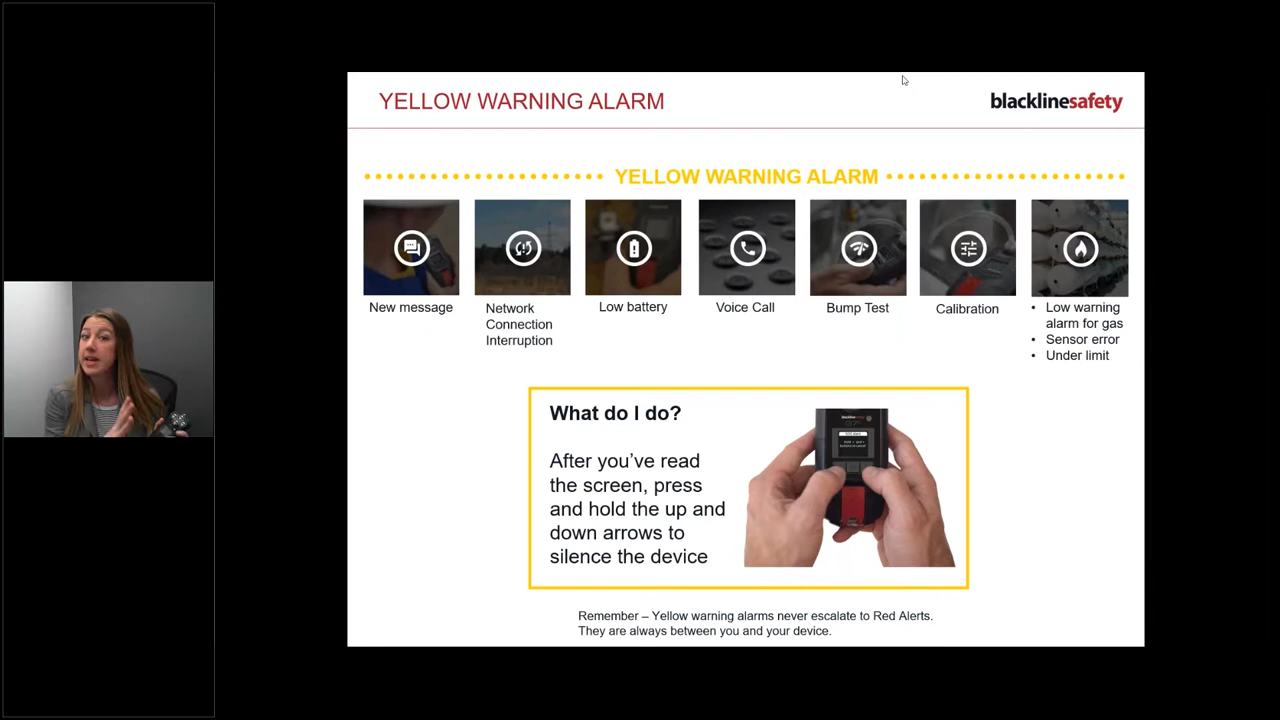 YELLOW WARNING ALARM
blacklinesafety
YELLOW WARNING ALARM
New message
Network
Connection
Interruption
Low battery
Voice Call
Bump Test
Calibration
• Low warning
alarm for gas
• Sensor error
• Under limit
What do I do?
After you've read
the screen, press
and hold the up and
down arrows to
silence the device
blacklinesafety
Remember – Yellow warning alarms never escalate to Red Alerts.
They are always between you and your device.